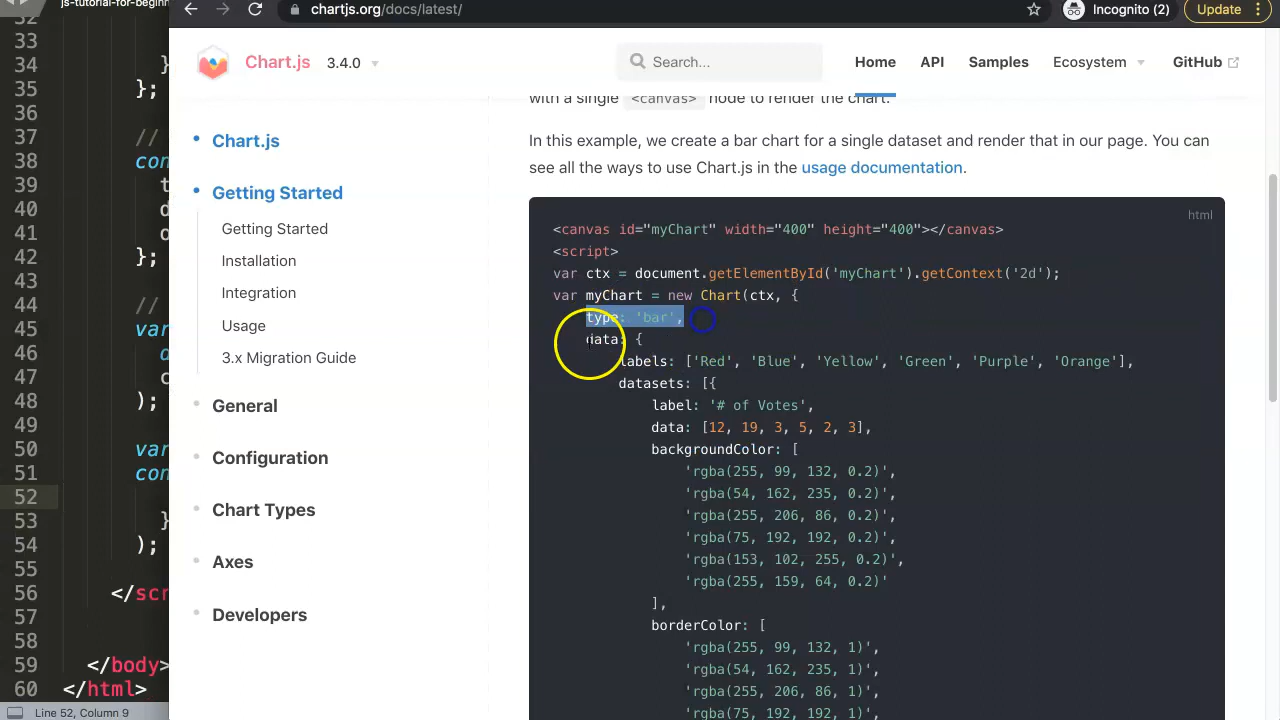 js-tutorial-for-beginn
chartjs.org/docs/latest/
Incognito (2)
Update
Chart.js
3.4.0
Search...
Home
API
Samples
Ecosystem
GitHub
with a single <canvas> node to render the chart.
In this example, we create a bar chart for a single dataset and render that in our page. You can
see all the ways to use Chart.js in the usage documentation.
Chart.js
Getting Started
Getting Started
Installation
Integration
Usage
3.x Migration Guide
General
Configuration
Chart Types
Axes
Developers
html
<canvas id="myChart" width="400" height="400"></canvas>
<script>
var ctx = document.getElementById('myChart').getContext('2d');
var myChart = new Chart(ctx, {
type: 'bar',
data: {
labels: ['Red', 'Blue', 'Yellow', 'Green', 'Purple', 'Orange'],
datasets: [{
label: '# of Votes',
data: [12, 19, 3, 5, 2, 3],
backgroundColor: [
'rgba(255, 99, 132, 0.2)',
'rgba(54, 162, 235, 0.2)',
'rgba(255, 206, 86, 0.2)',
'rgba(75, 192, 192, 0.2)',
'rgba(153, 102, 255, 0.2)',
'rgba(255, 159, 64, 0.2)'
],
borderColor: [
'rgba(255, 99, 132, 1)',
'rgba(54, 162, 235, 1)',
'rgba(255, 206, 86, 1)',
'rgba(75, 192, 192, 1)',
32
33
34 }
35 };
36
37 //
38 con
39 t
40 d
41 o
42 };
43
44 //
45 var
46 o
47 c
48 );
49
50 var
51 con
52
53 }
54 );
55
56 </scr
57
58
59 </body>
60 </html>
Line 52, Column 9